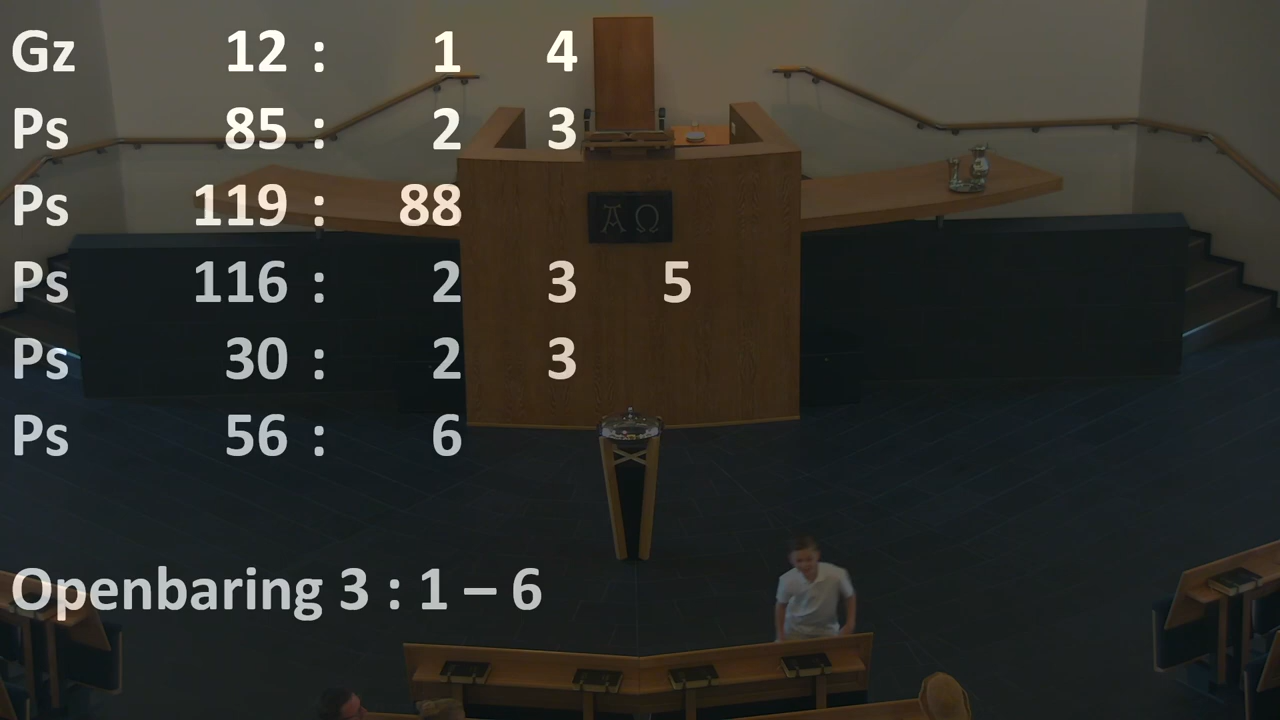 Gz 12 : 1 4
Ps 85 : 2 3
Ps 119 : 88
Ps 116 : 2 3 5
Ps 30 : 2 3
Ps 56 : 6
Openbaring 3 : 1 – 6
Α Ω